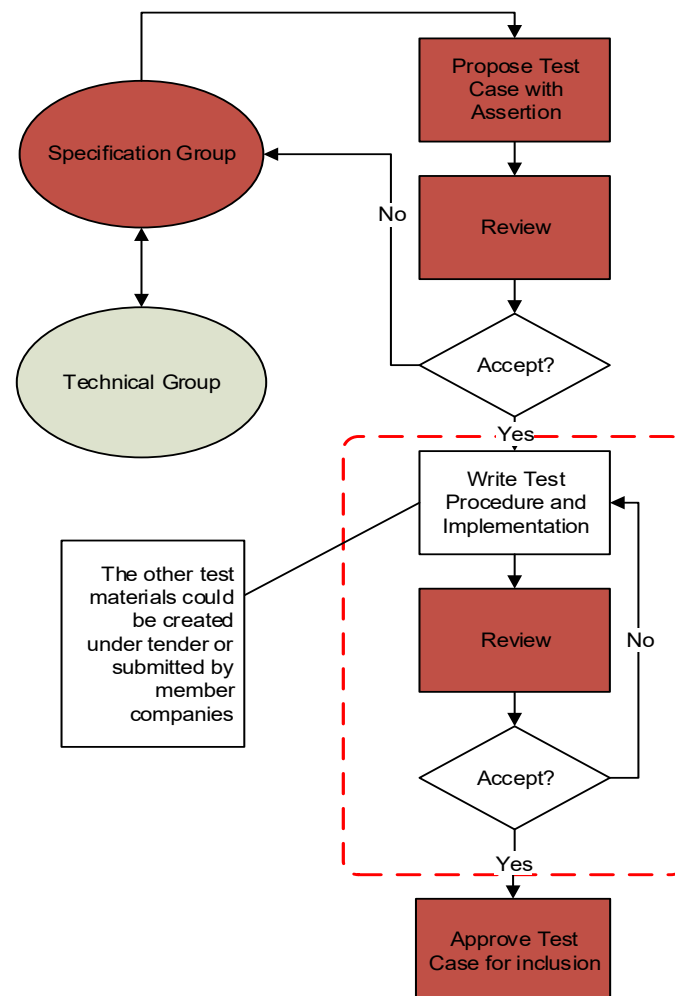 Propose Test
Case with
Assertion
Specification Group
No
Review
Technical Group
Accept?
Yes
Write Test
Procedure and
Implementation
The other test
materials could
be created
under tender or
submitted by
member
companies
Review
No
Accept?
Yes
Approve Test
Case for inclusion